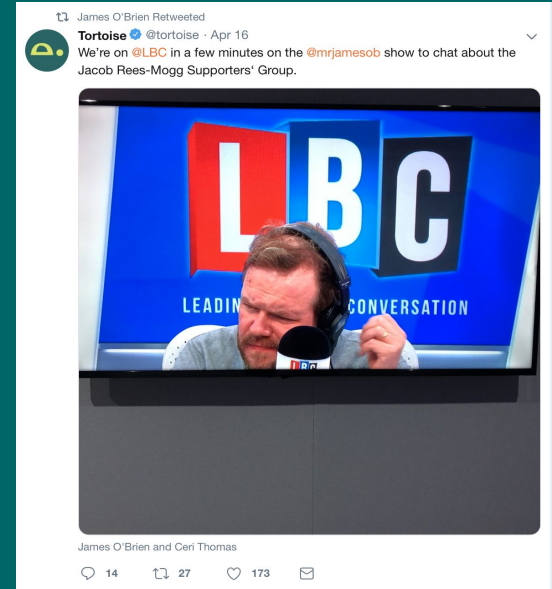 James O'Brien Retweeted
Tortoise @tortoise · Apr 16
We're on @LBC in a few minutes on the @mrjamesob show to chat about the
Jacob Rees-Mogg Supporters' Group.
LBC
LEADIN CONVERSATION
LBC
James O'Brien and Ceri Thomas
14 27 173